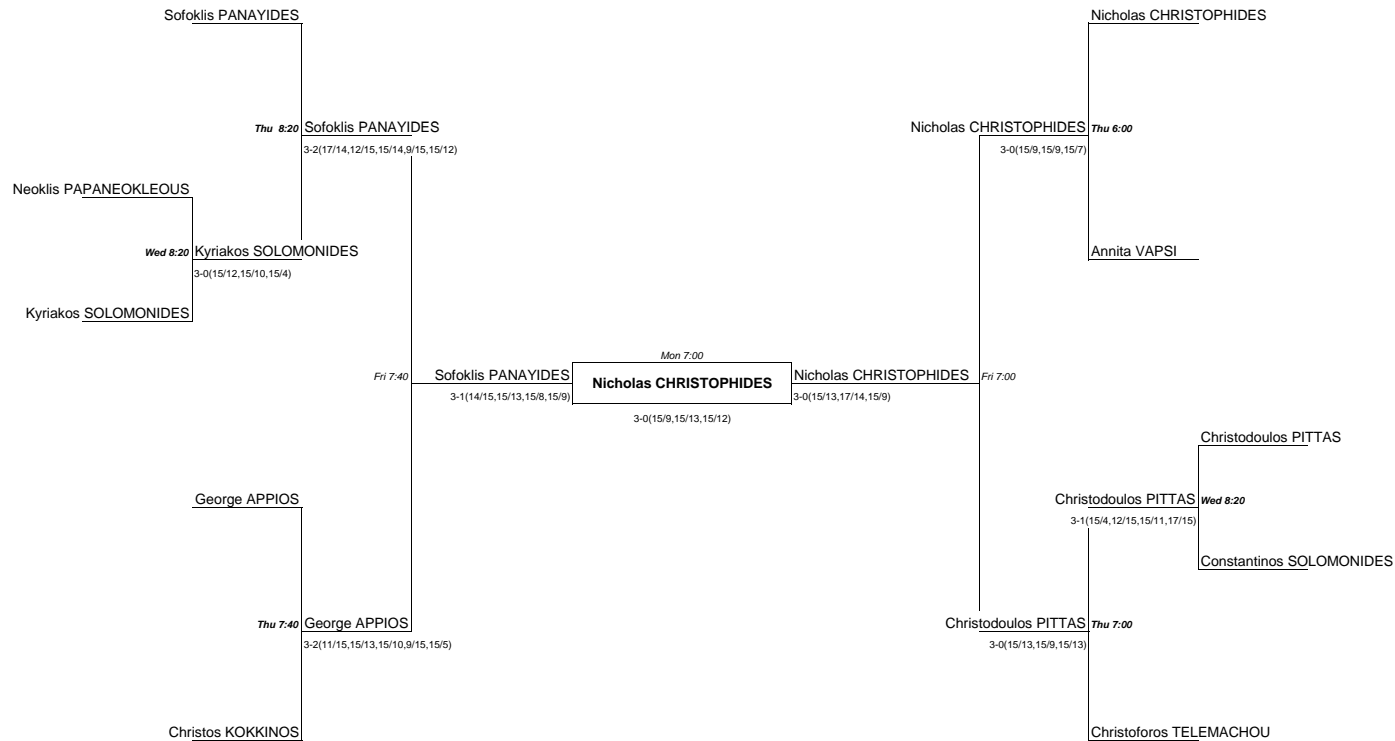 Sofoklis PANAYIDES
Nicholas CHRISTOPHIDES
Thu 8:20 Sofoklis PANAYIDES
3-2(17/14,12/15,15/14,9/15,15/12)
Nicholas CHRISTOPHIDES Thu 6:00
3-0(15/9,15/9,15/7)
Neoklis PAPANEOKLEOUS
Wed 8:20 Kyriakos SOLOMONIDES
3-0(15/12,15/10,15/4)
Annita VAPSI
Kyriakos SOLOMONIDES
Mon 7:00
Fri 7:40 Sofoklis PANAYIDES
3-1(14/15,15/13,15/8,15/9)
Nicholas CHRISTOPHIDES
3-0(15/9,15/13,15/12)
Nicholas CHRISTOPHIDES Fri 7:00
3-0(15/13,17/14,15/9)
Christodoulos PITTAS
George APPIOS
Christodoulos PITTAS Wed 8:20
3-1(15/4,12/15,15/11,17/15)
Constantinos SOLOMONIDES
Thu 7:40 George APPIOS
3-2(11/15,15/13,15/10,9/15,15/5)
Christodoulos PITTAS Thu 7:00
3-0(15/13,15/9,15/13)
Christos KOKKINOS
Christoforos TELEMACHOU